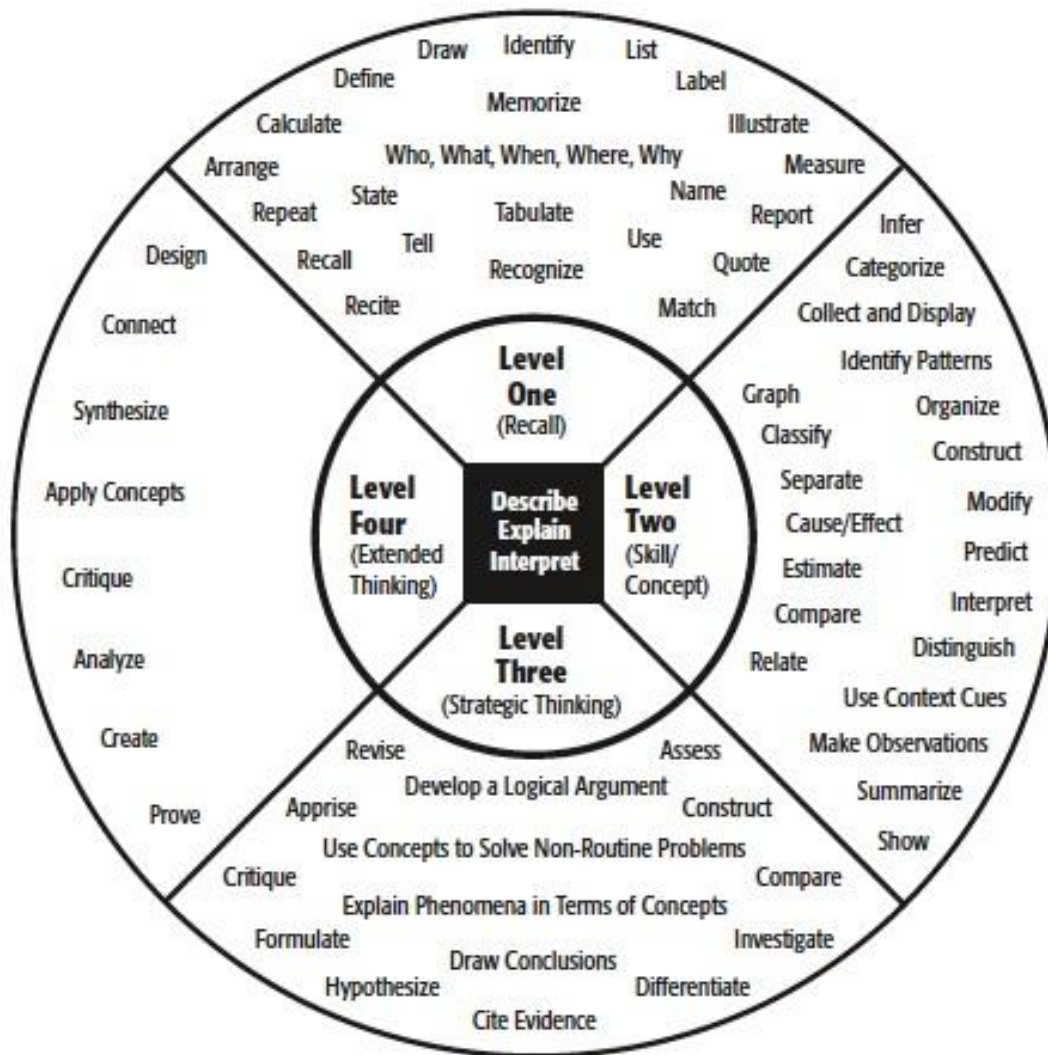 Draw
Identify
List
Define
Label
Memorize
Calculate
Illustrate
Who, What, When, Where, Why
Arrange
Measure
State
Name
Repeat
Tabulate
Report
Tell
Use
Recall
Recognize
Quote
Recite
Match
Infer
Categorize
Collect and Display
Identify Patterns
Graph
Organize
Classify
Construct
Separate
Modify
Cause/Effect
Predict
Estimate
Interpret
Compare
Distinguish
Relate
Use Context Cues
Make Observations
Summarize
Show
Revise
Assess
Develop a Logical Argument
Apprise
Construct
Use Concepts to Solve Non-Routine Problems
Critique
Compare
Explain Phenomena in Terms of Concepts
Formulate
Investigate
Draw Conclusions
Hypothesize
Differentiate
Cite Evidence
Design
Connect
Synthesize
Apply Concepts
Critique
Analyze
Create
Prove
Level
One
(Recall)
Level
Two
(Skill/
Concept)
Level
Three
(Strategic Thinking)
Level
Four
(Extended
Thinking)
Describe
Explain
Interpret